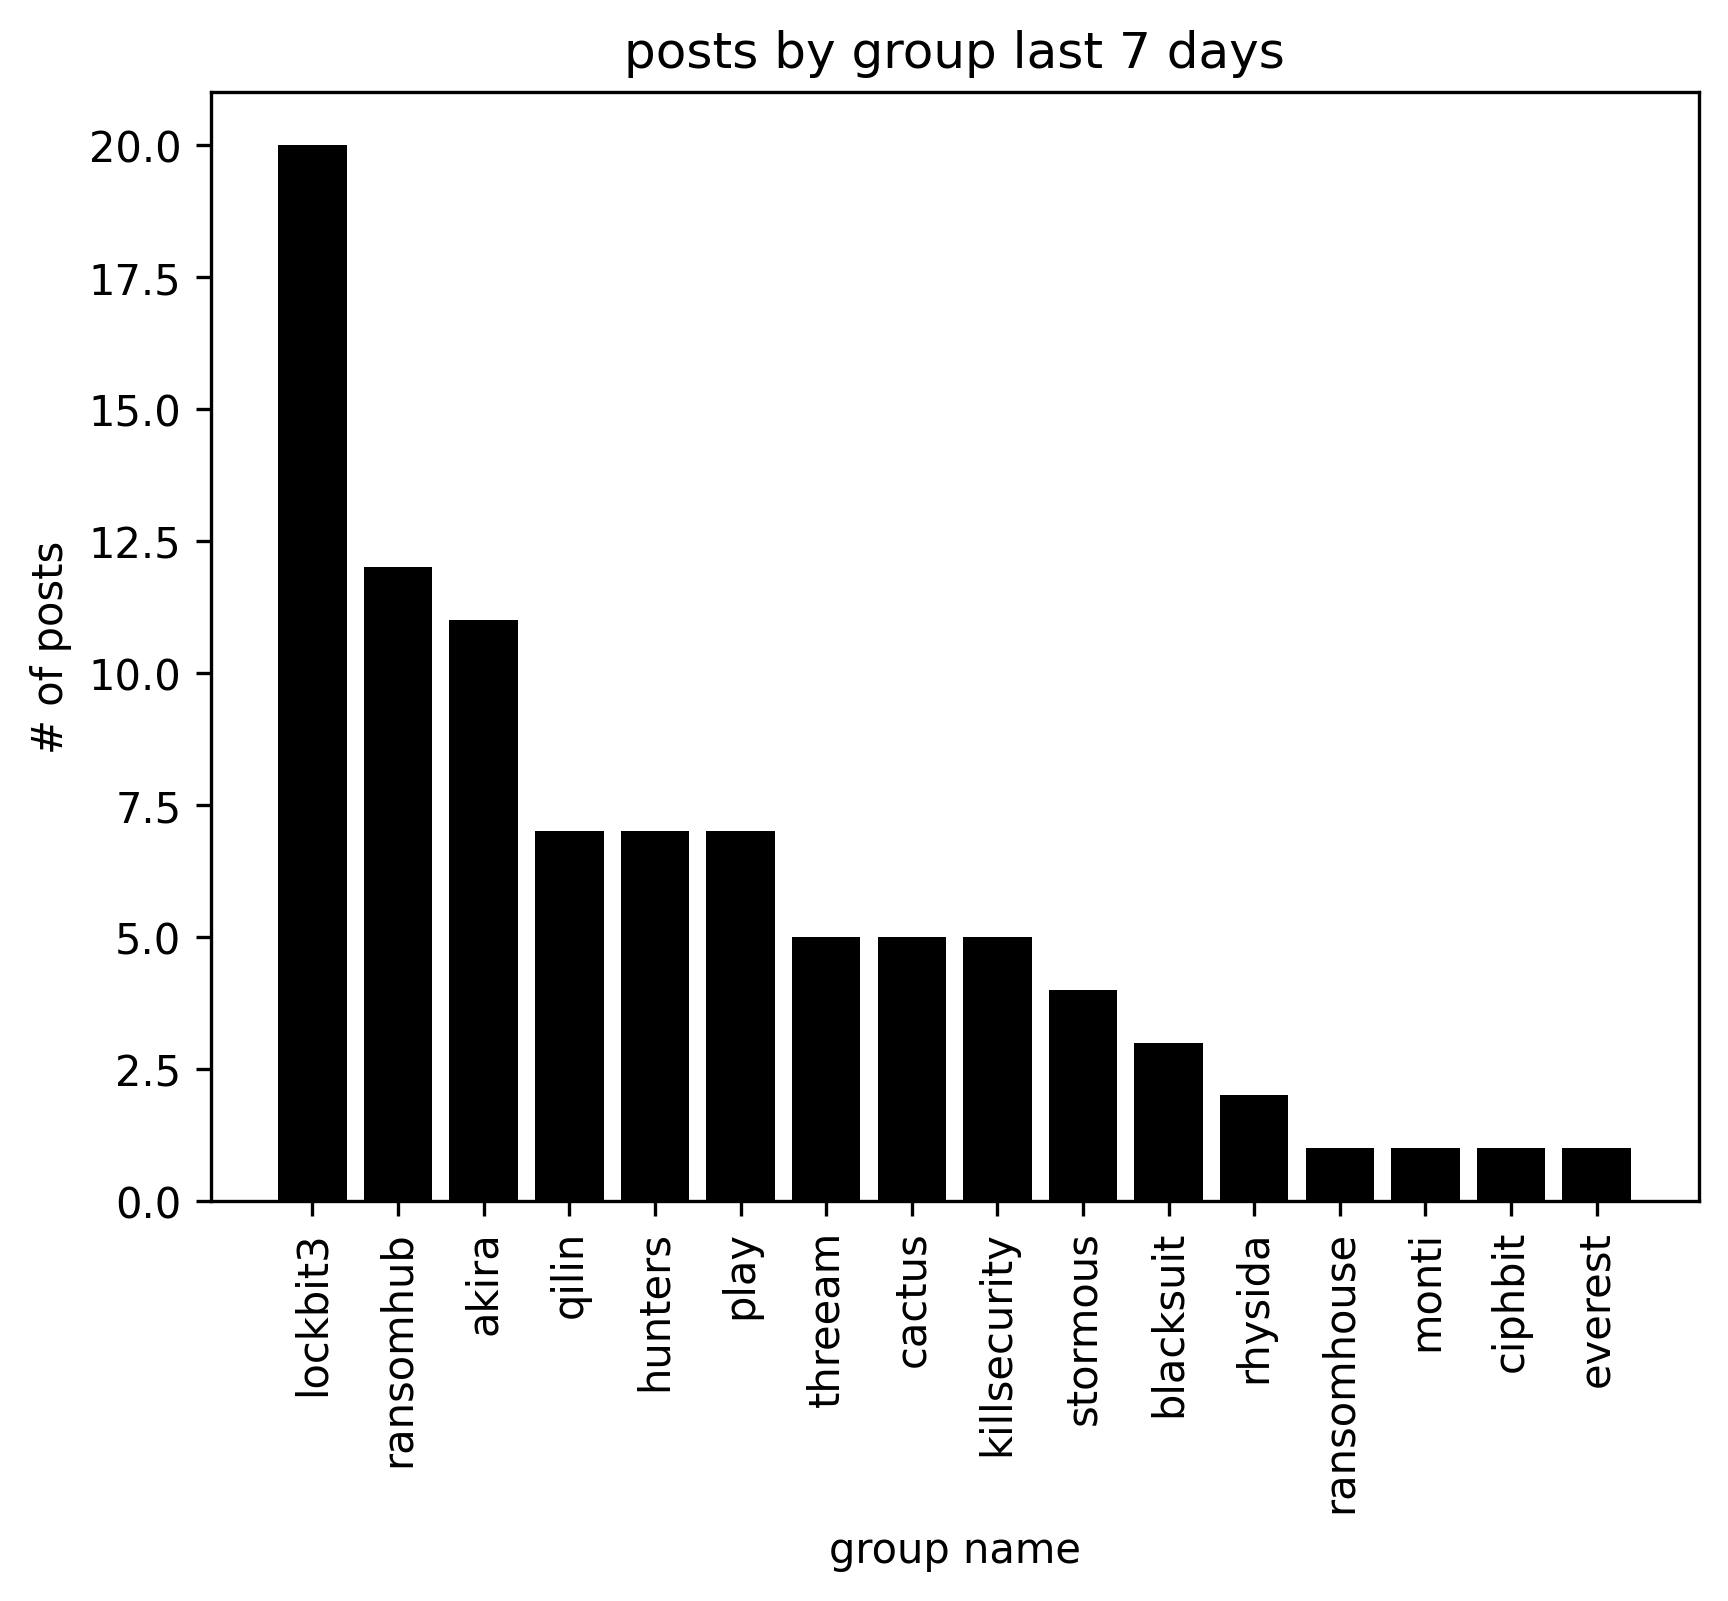 posts by group last 7 days
20.0
17.5
15.0
12.5
10.0
7.5
5.0
2.5
0.0
# of posts
lockbit3
ransomhub
akira
qilin
hunters
play
threeam
cactus
killsecurity
stormous
blacksuit
rhysida
ransomhouse
monti
ciphbit
everest
group name